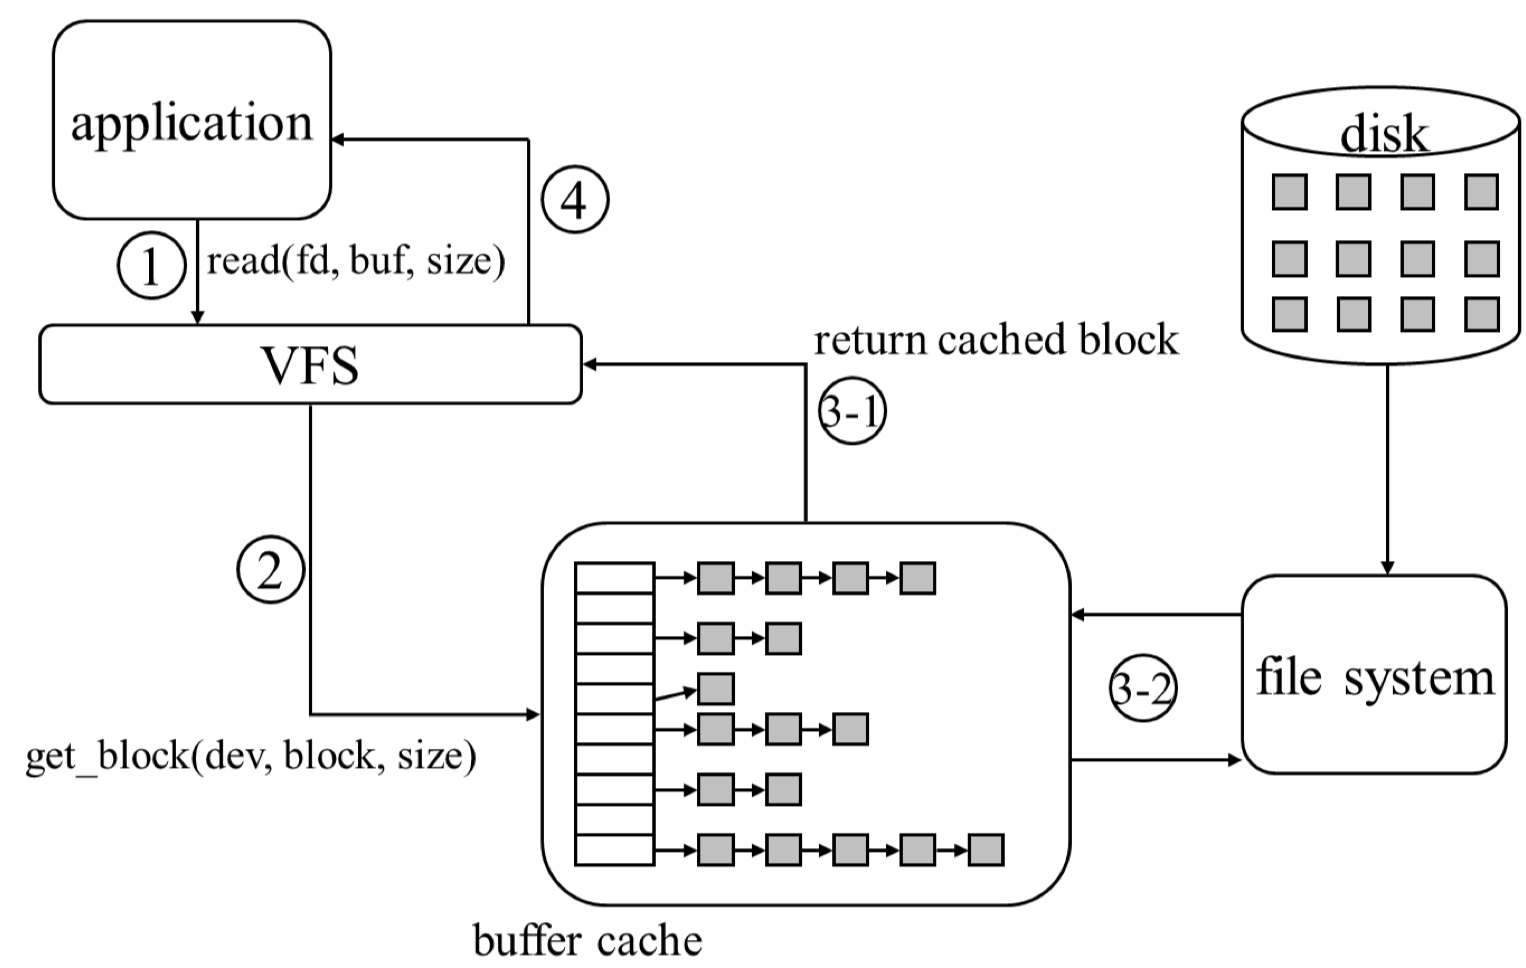 application
disk
4
1
read(fd, buf, size)
return cached block
VFS
3-1
2
file system
3-2
get_block(dev, block, size)
buffer cache